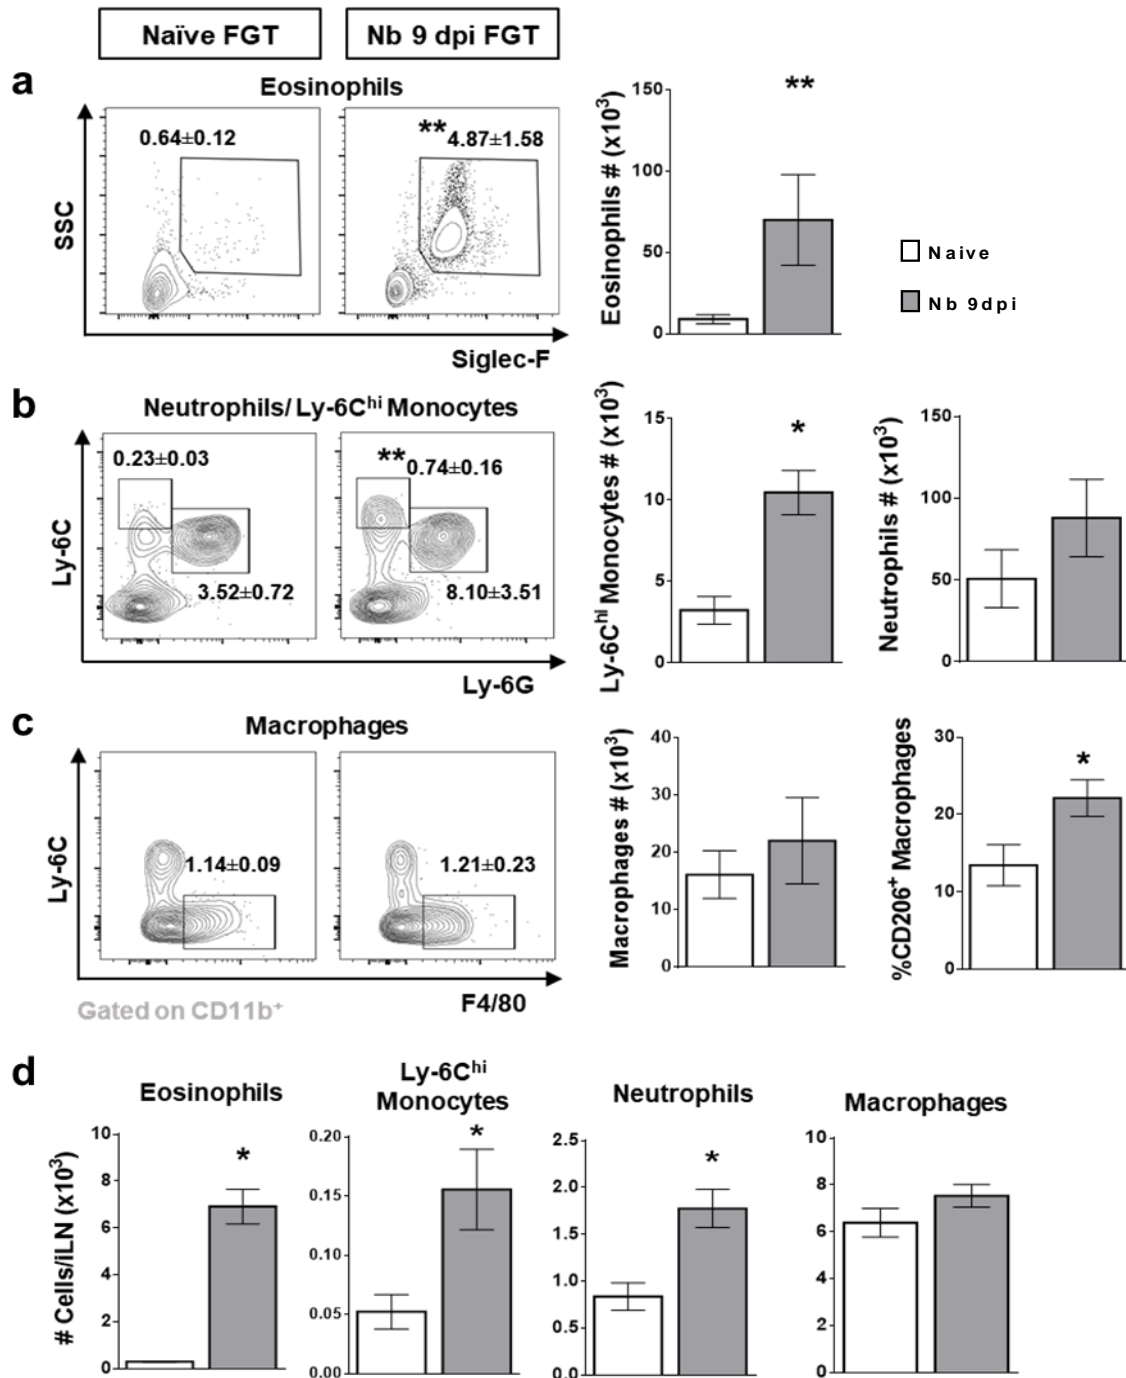 Naïve FGT
Nb 9 dpi FGT
a
Eosinophils
0.64±0.12
**4.87±1.58
SSC
Siglec-F
Eosinophils # (x10³)
150
100
50
0
**
Naive
Nb 9dpi
b
Neutrophils/ Ly-6Cʰⁱ Monocytes
0.23±0.03
**0.74±0.16
3.52±0.72
8.10±3.51
Ly-6C
Ly-6G
Ly-6Cʰⁱ Monocytes # (x10³)
15
10
5
0
*
Neutrophils # (x10³)
150
100
50
0
c
Macrophages
1.14±0.09
1.21±0.23
Ly-6C
F4/80
Gated on CD11b⁺
Macrophages # (x10³)
40
30
20
10
0
%CD206⁺ Macrophages
30
20
10
0
*
d
# Cells/iLN (x10³)
Eosinophils
10
8
6
4
2
0
*
Ly-6Cʰⁱ
Monocytes
0.20
0.15
0.10
0.05
0.00
*
Neutrophils
2.5
2.0
1.5
1.0
0.5
0.0
*
Macrophages
10
8
6
4
2
0